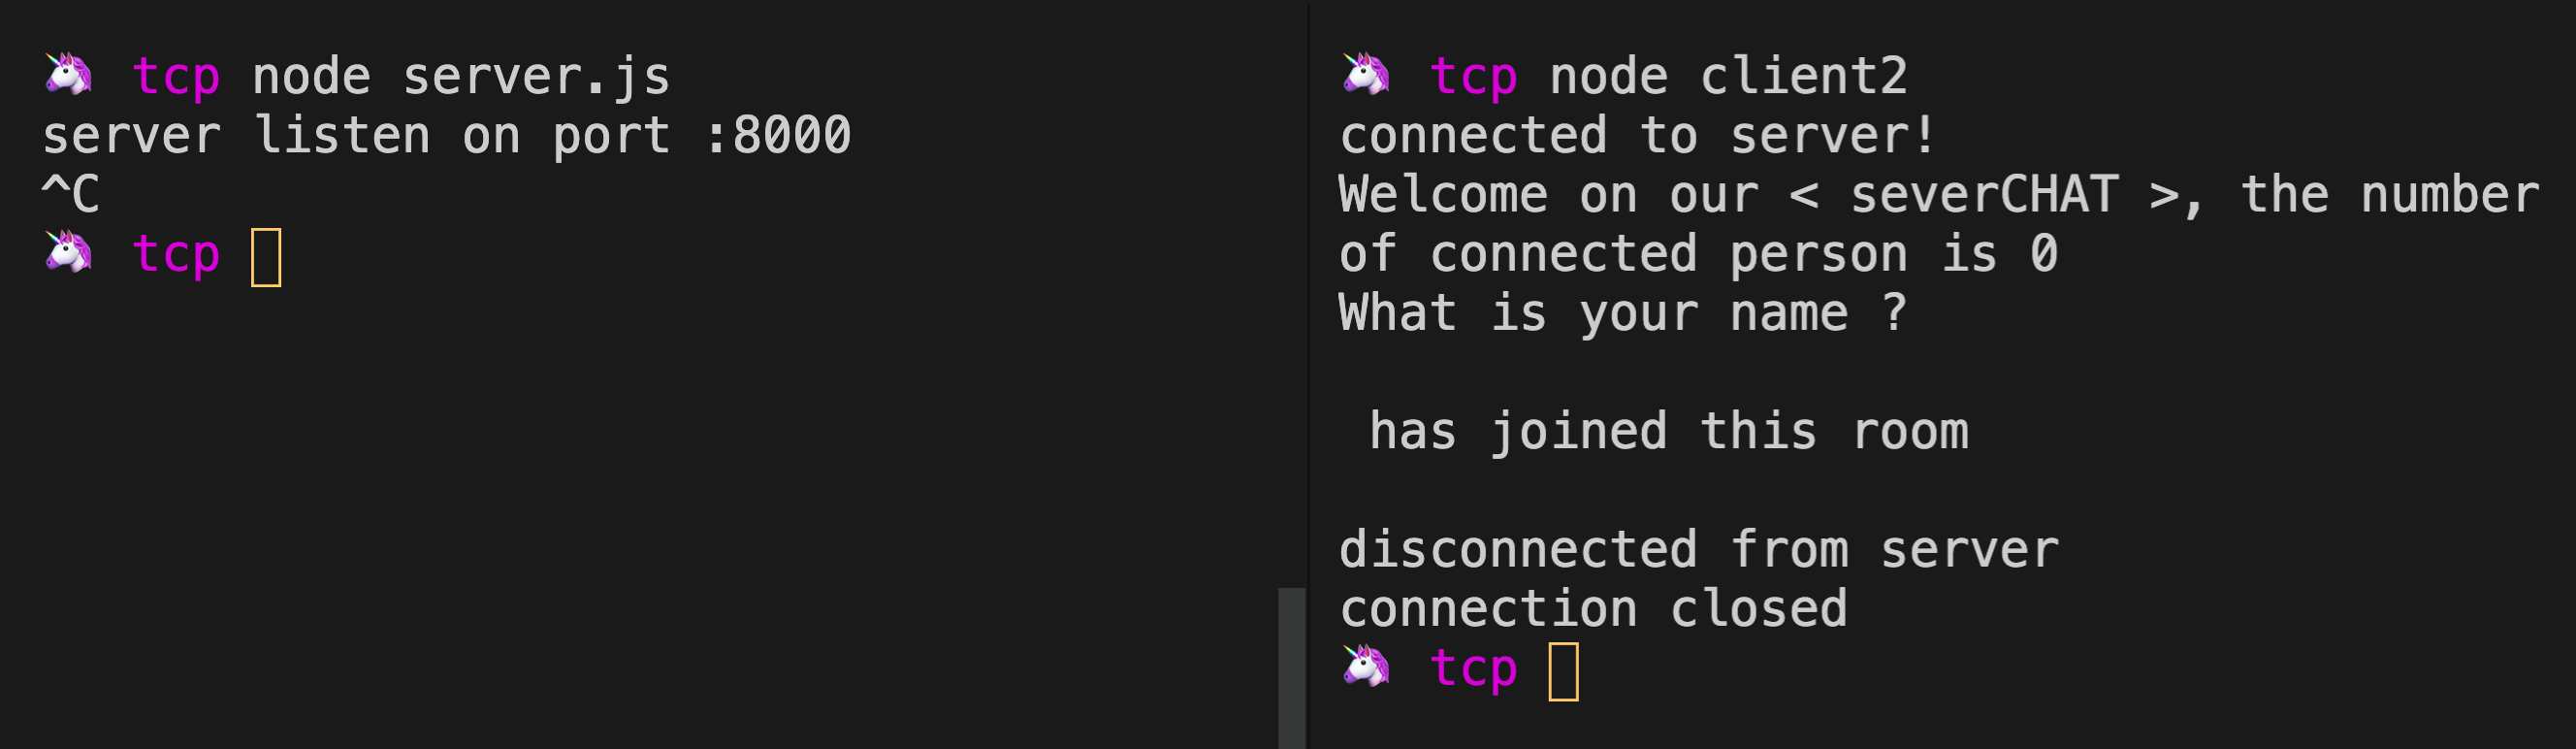 🦄 tcp node server.js
server listen on port :8000
^C
🦄 tcp
🦄 tcp node client2
connected to server!
Welcome on our < severCHAT >, the number
of connected person is 0
What is your name ?
 has joined this room
disconnected from server
connection closed
🦄 tcp